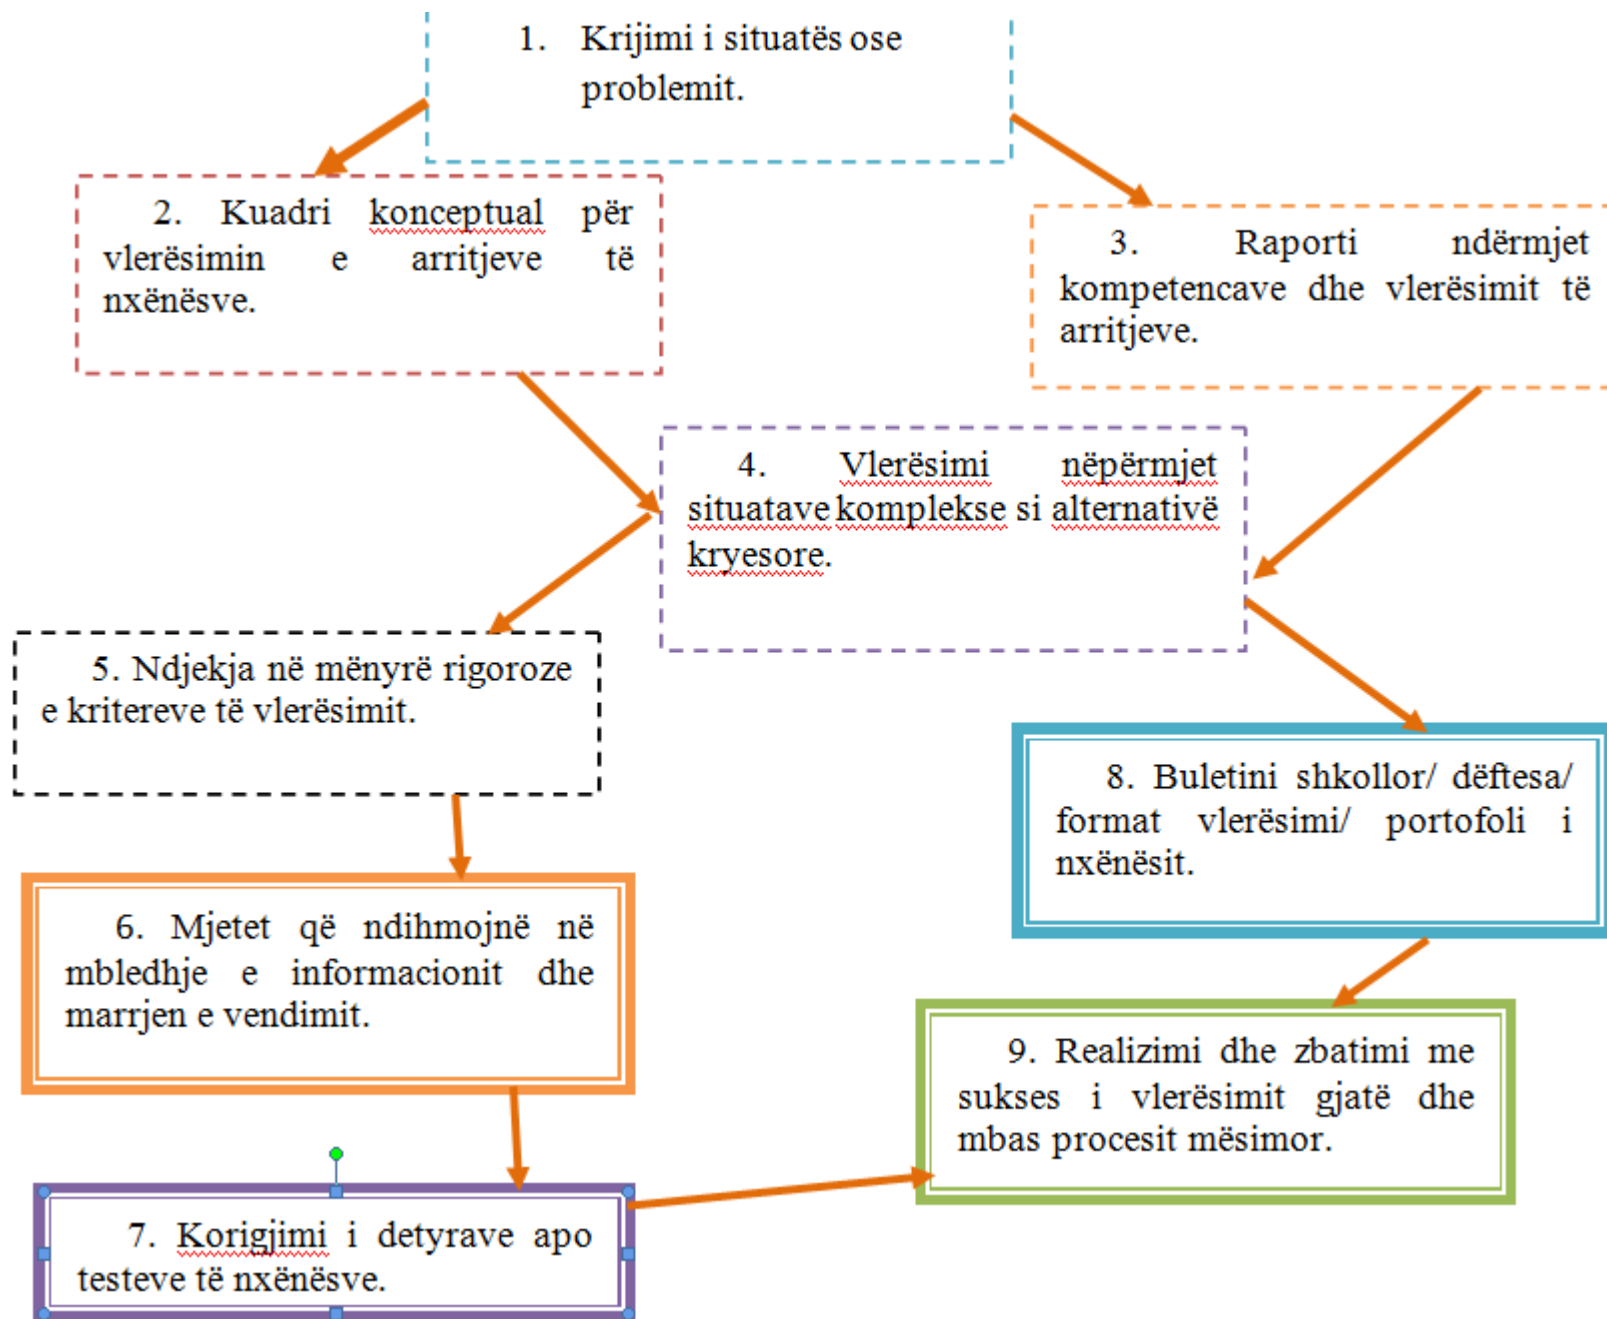 1. Krijimi i situatës ose
problemit.
2. Kuadri konceptual për
vlerësimin e arritjeve të
nxënësve.
3. Raporti ndërmjet
kompetencave dhe vlerësimit të
arritjeve.
4. Vlerësimi nëpërmjet
situatave komplekse si alternativë
kryesore.
5. Ndjekja në mënyrë rigoroze
e kritereve të vlerësimit.
6. Mjetet që ndihmojnë në
mbledhje e informacionit dhe
marrjen e vendimit.
7. Korigjimi i detyrave apo
testeve të nxënësve.
8. Buletini shkollor/ dëftesa/
format vlerësimi/ portofoli i
nxënësit.
9. Realizimi dhe zbatimi me
sukses i vlerësimit gjatë dhe
mbas procesit mësimor.